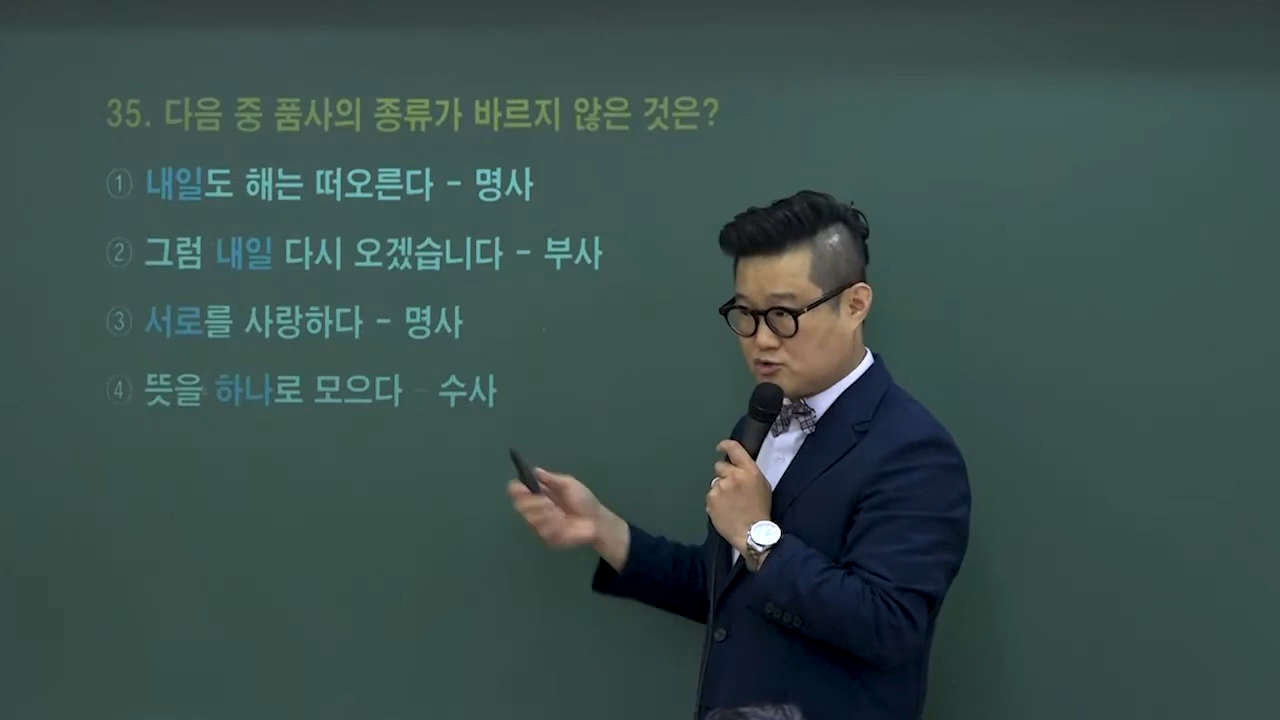 35. 다음 중 품사의 종류가 바르지 않은 것은?
① 내일도 해는 떠오른다 - 명사
② 그럼 내일 다시 오겠습니다 - 부사
③ 서로를 사랑하다 - 명사
④ 뜻을 하나로 모으다 - 수사